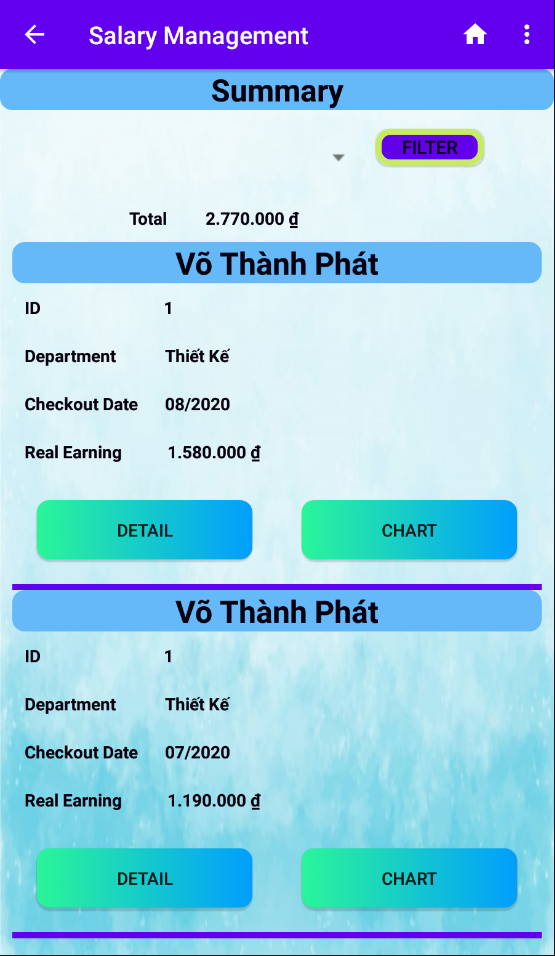 Salary Management
Summary
FILTER
Total 2.770.000 ₫
Võ Thành Phát
ID 1
Department Thiết Kế
Checkout Date 08/2020
Real Earning 1.580.000 ₫
DETAIL CHART
Võ Thành Phát
ID 1
Department Thiết Kế
Checkout Date 07/2020
Real Earning 1.190.000 ₫
DETAIL CHART